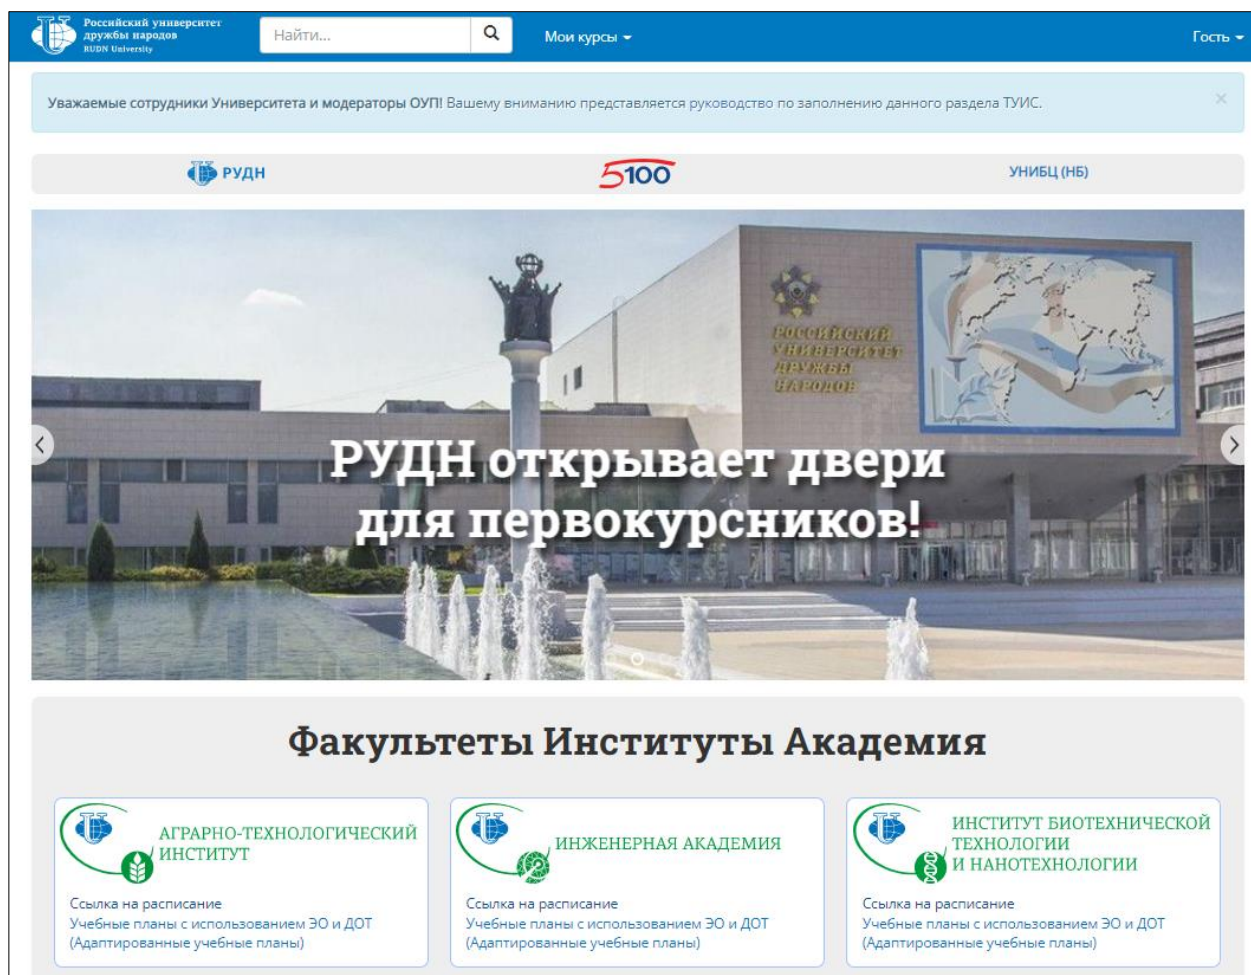 Российский университет
дружбы народов
RUDN University
Найти...
Мои курсы
Гость
Уважаемые сотрудники Университета и модераторы ОУП! Вашему вниманию представляется руководство по заполнению данного раздела ТУИС.
×
РУДН
5100
УНИБЦ (НБ)
РОССИЙСКИЙ
УНИВЕРСИТЕТ
ДРУЖБЫ
НАРОДОВ
РУДН открывает двери
для первокурсников!
Факультеты Институты Академия
АГРАРНО-ТЕХНОЛОГИЧЕСКИЙ
ИНСТИТУТ
Ссылка на расписание
Учебные планы с использованием ЭО и ДОТ
(Адаптированные учебные планы)
ИНЖЕНЕРНАЯ АКАДЕМИЯ
Ссылка на расписание
Учебные планы с использованием ЭО и ДОТ
(Адаптированные учебные планы)
ИНСТИТУТ БИОТЕХНИЧЕСКОЙ
ТЕХНОЛОГИИ
И НАНОТЕХНОЛОГИИ
Ссылка на расписание
Учебные планы с использованием ЭО и ДОТ
(Адаптированные учебные планы)